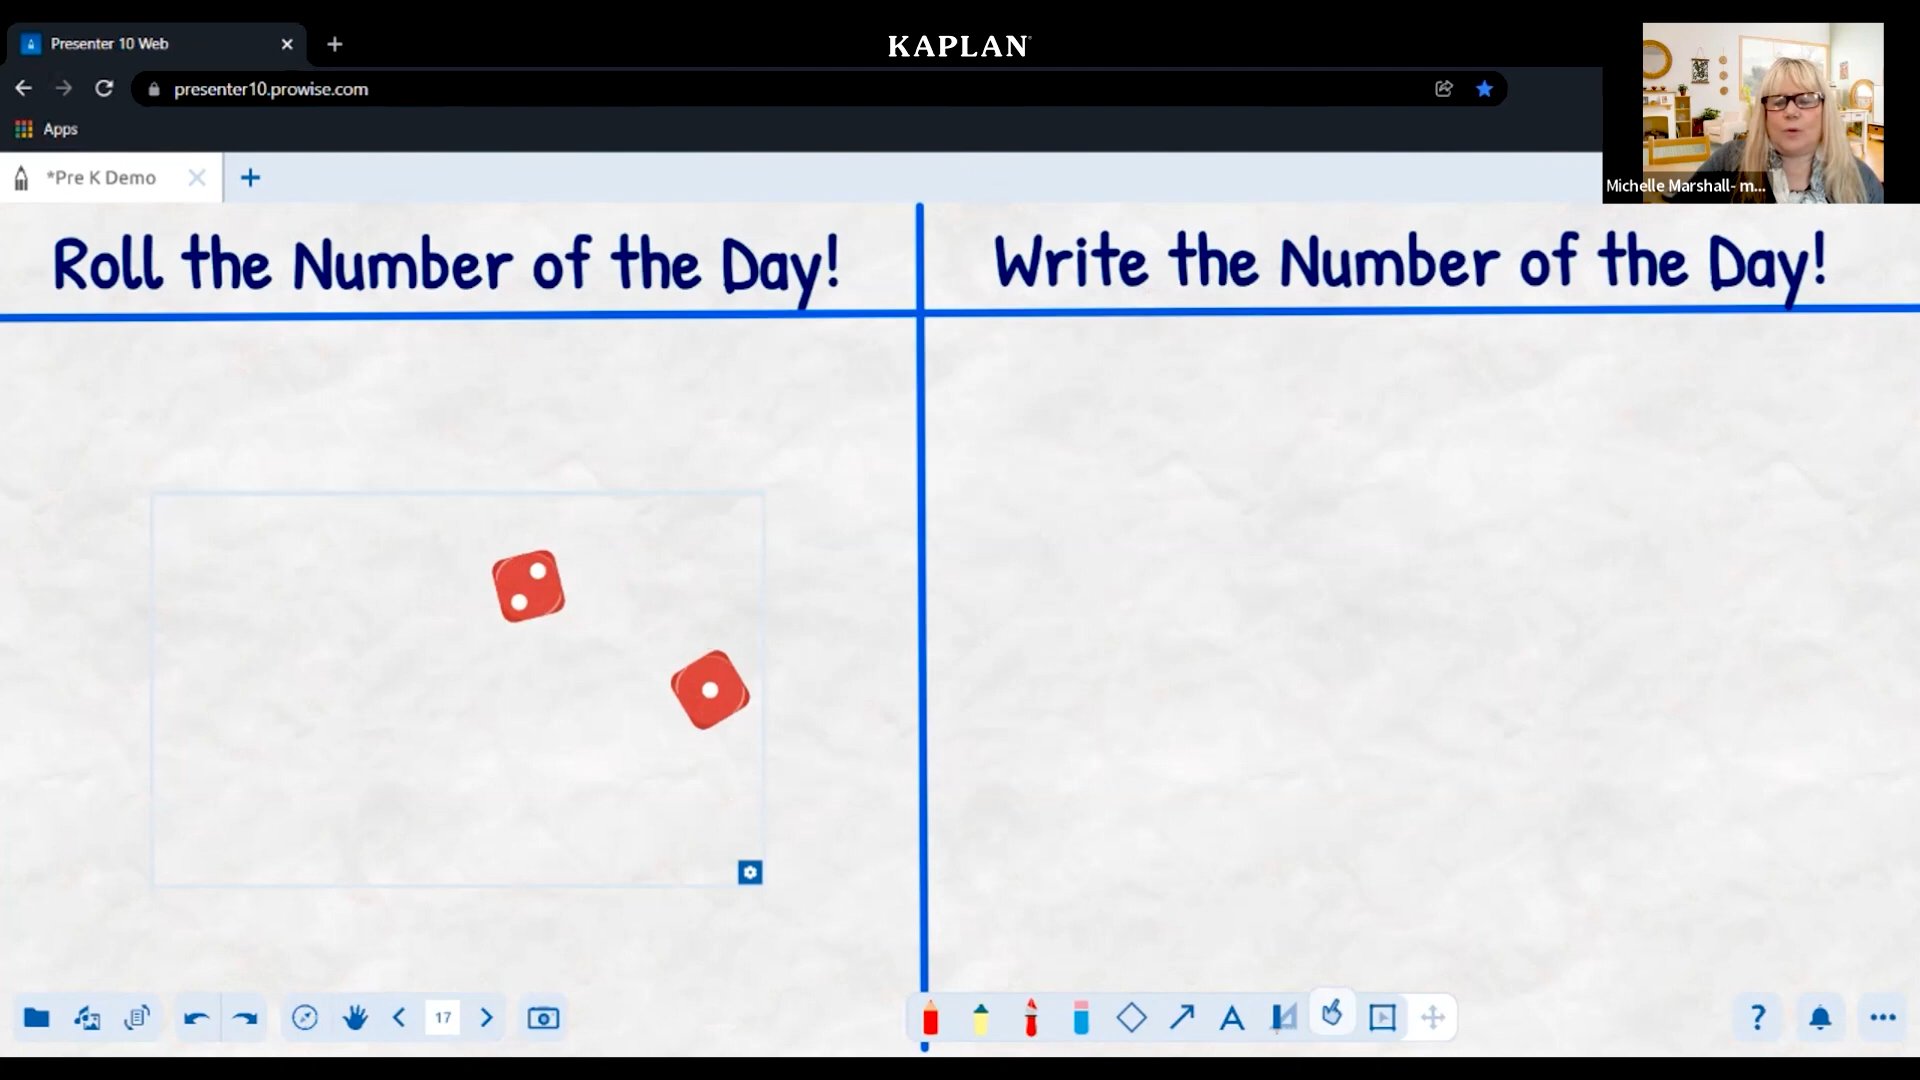 KAPLAN
Presenter 10 Web
presenter10.prowise.com
Apps
*Pre K Demo
Michelle Marshall- m...
Roll the Number of the Day!
Write the Number of the Day!
17
A
?